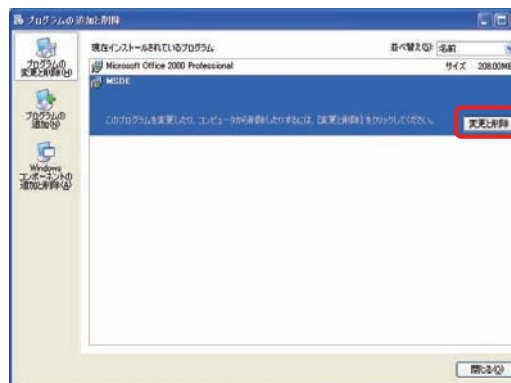 プログラムの追加と削除
現在インストールされているプログラム
並べ替え(S): 名前
プログラムの
変更と削除(H)
Microsoft Office 2000 Professional
サイズ 208.00MB
MSDE
このプログラムを変更したり、コンピュータから削除したりするには、[変更と削除] をクリックしてください。
変更と削除
プログラムの
追加(N)
Windows
コンポーネントの
追加と削除(A)
閉じる(O)